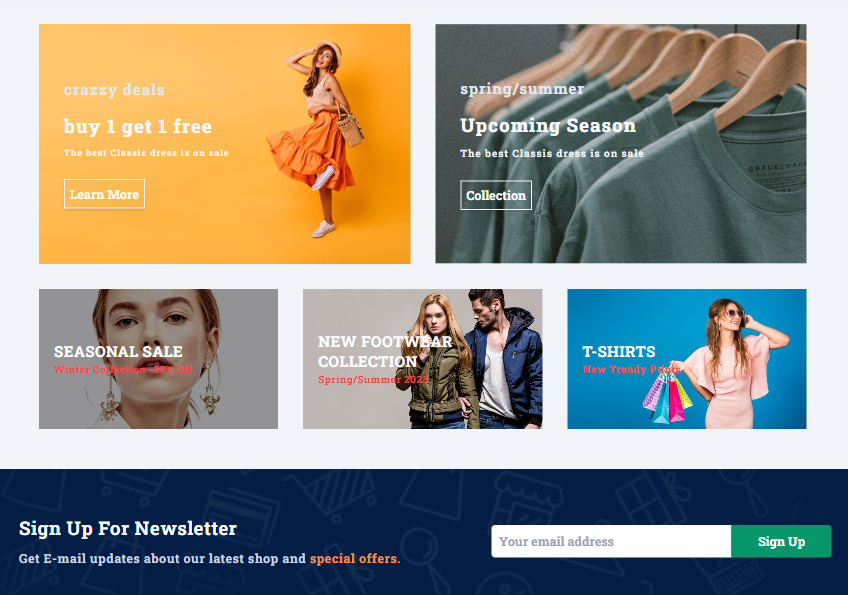 crazzy deals
buy 1 get 1 free
The best Classic dress is on sale
Learn More
spring/summer
Upcoming Season
The best Classis dress is on sale
Collection
SEASONAL SALE
Winter Collection -50% Off
NEW FOOTWEAR
COLLECTION
Spring/Summer 2023
T-SHIRTS
New Trendy Prints
Sign Up For Newsletter
Get E-mail updates about our latest shop and special offers.
Your email address
Sign Up